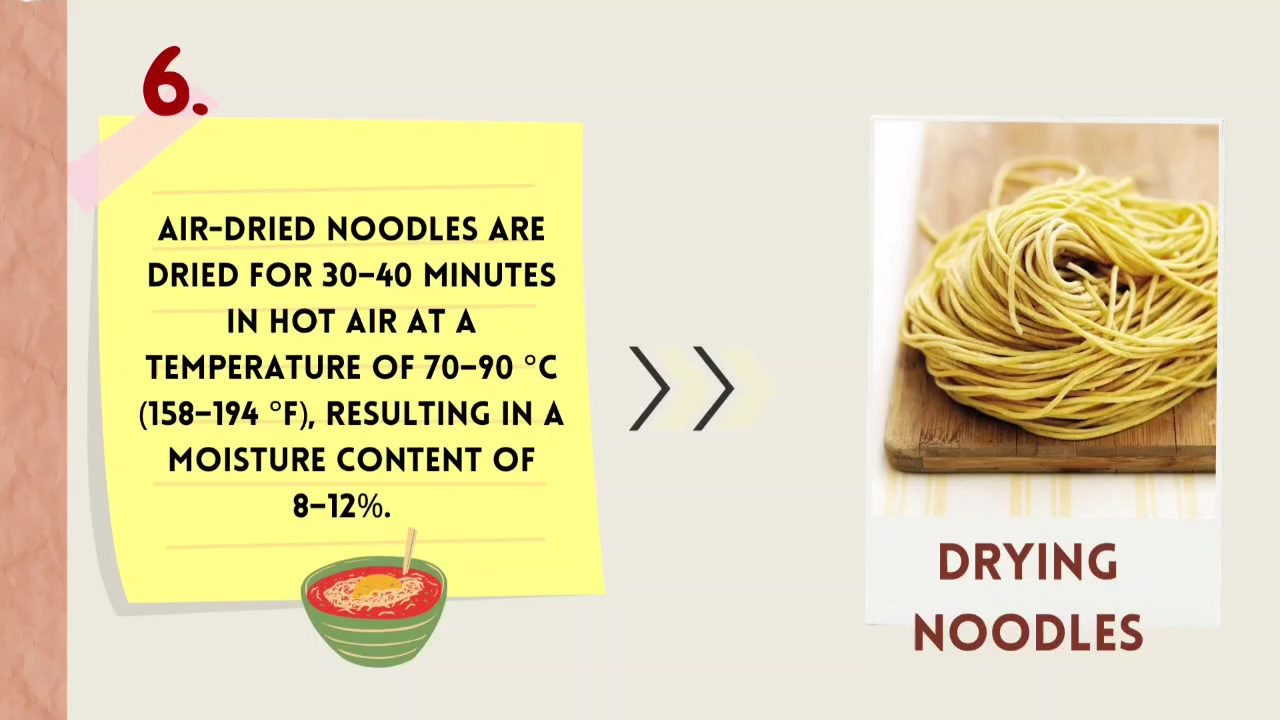 6.
AIR-DRIED NOODLES ARE
DRIED FOR 30–40 MINUTES
IN HOT AIR AT A
TEMPERATURE OF 70–90 °C
(158–194 °F), RESULTING IN A
MOISTURE CONTENT OF
8–12%.
DRYING
NOODLES